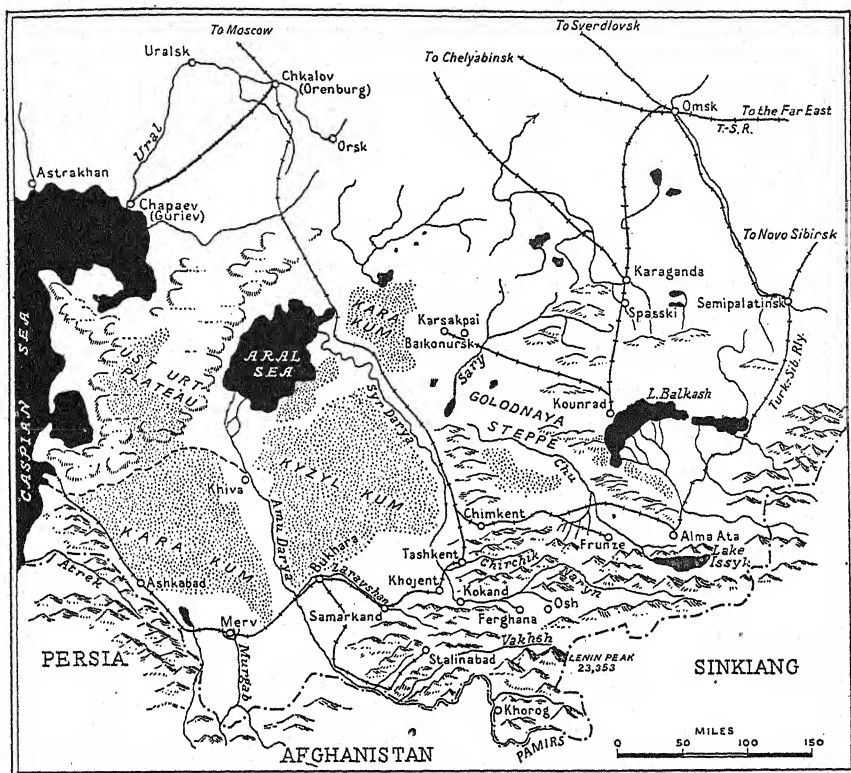 To Moscow
To Sverdlovsk
Uralsk
To Chelyabinsk
Chkalov
(Orenburg)
Omsk
To the Far East
T.-S.R.
Ural
Orsk
Astrakhan
Chapaev
(Guriev)
To Novo Sibirsk
Karaganda
Semipalatinsk
Spasski
KARA
KUM
Karsakpai
Baikonursk
CASPIAN SEA
UST URT
PLATEAU
ARAL
SEA
Sary
Turk-Sib. Rly.
Kounrad
L. Balkash
GOLODNAYA
STEPPE
Syr Darya
Chu
KYZYL KUM
Khiva
KARA KUM
Amu Darya
Chimkent
Frunze
Alma Ata
Lake
Issyk
Bukhara
Tashkent
Chirchik
Zaravshan
Khojent
Naryn
Atrek
Ashkabad
Kokand
Osh
Ferghana
Samarkand
Merv
Murgab
Vakhsh
Stalinabad
LENIN PEAK
23,353
PERSIA
SINKIANG
Khorog
PAMIRS
AFGHANISTAN
MILES
0 50 100 150